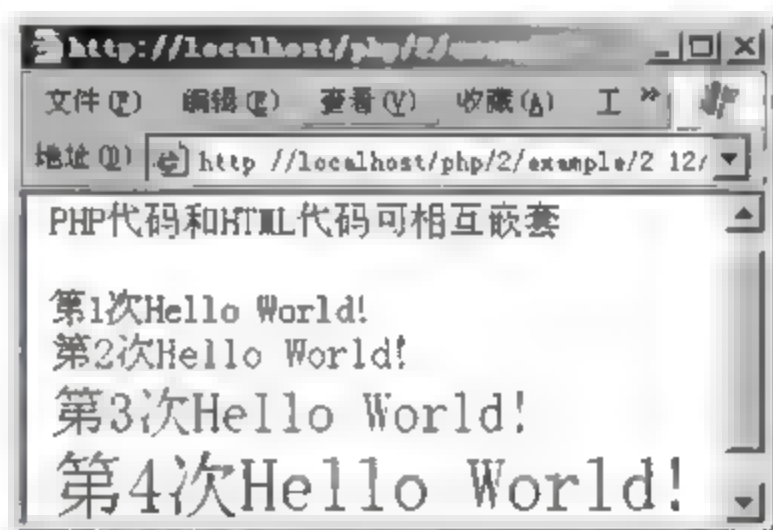 http://localhost/php/2/
文件(F) 编辑(E) 查看(V) 收藏(A) 工 »
地址(D) http //localhost/php/2/example/2 12/
PHP代码和HTML代码可相互嵌套
第1次Hello World!
第2次Hello World!
第3次Hello World!
第4次Hello World!